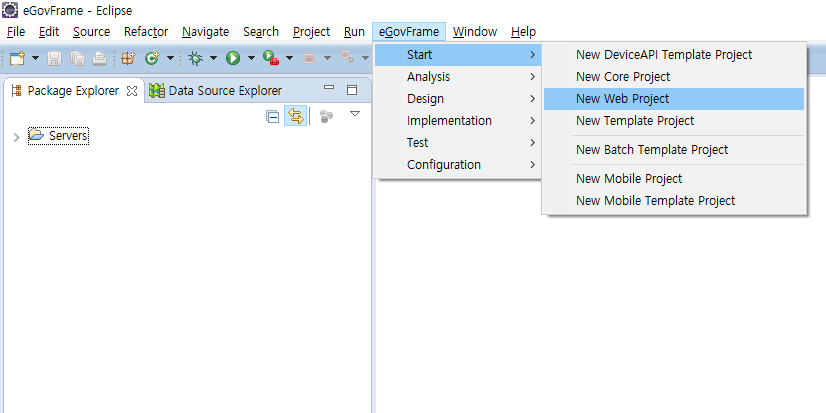 eGovFrame - Eclipse
File Edit Source Refactor Navigate Search Project Run eGovFrame Window Help
Package Explorer
Data Source Explorer
Servers
Start
Analysis
Design
Implementation
Test
Configuration
New DeviceAPI Template Project
New Core Project
New Web Project
New Template Project
New Batch Template Project
New Mobile Project
New Mobile Template Project